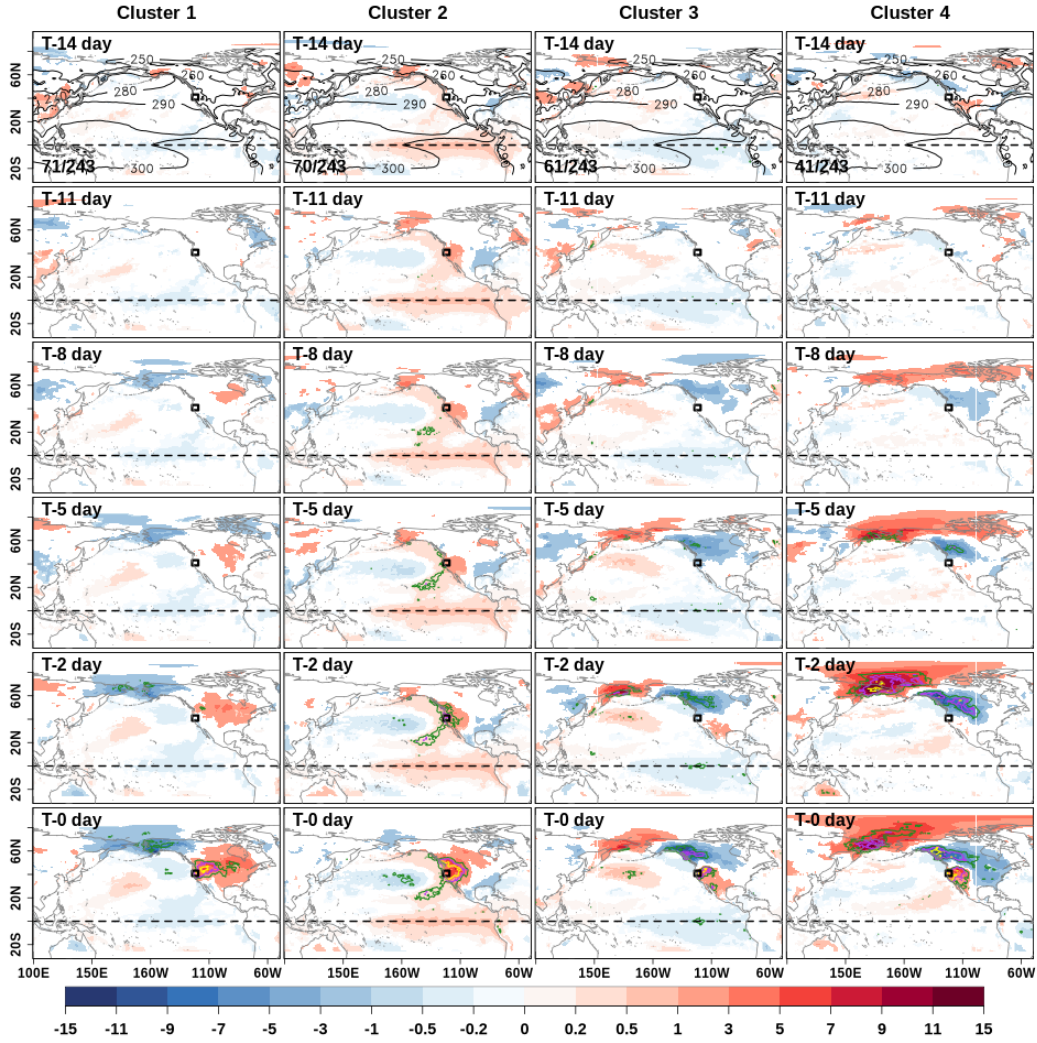 Cluster 1 Cluster 2 Cluster 3 Cluster 4
T-14 day T-14 day T-14 day T-14 day
60N 250 260 250 260 250 260 250 260
270 280 280 280 280
290 290 290 290
20N
20S 71/243 300 70/243 300 61/243 300 41/243 300
T-11 day T-11 day T-11 day T-11 day
60N
20N
20S
T-8 day T-8 day T-8 day T-8 day
60N
20N
20S
T-5 day T-5 day T-5 day T-5 day
60N
20N
20S
T-2 day T-2 day T-2 day T-2 day
60N
20N
20S
T-0 day T-0 day T-0 day T-0 day
60N
20N
20S
100E 150E 160W 110W 60W 150E 160W 110W 60W 150E 160W 110W 60W 150E 160W 110W 60W
-15 -11 -9 -7 -5 -3 -1 -0.5 -0.2 0 0.2 0.5 1 3 5 7 9 11 15